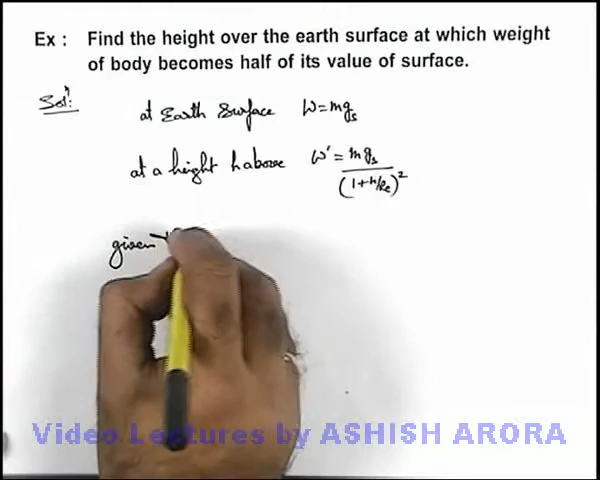 Ex : Find the height over the earth surface at which weight
of body becomes half of its value of surface.
Solⁿ:
at Earth Surface W = mgs
at a height h above W' = mgs / (1+h/Re)²
given
Video Lectures by ASHISH ARORA